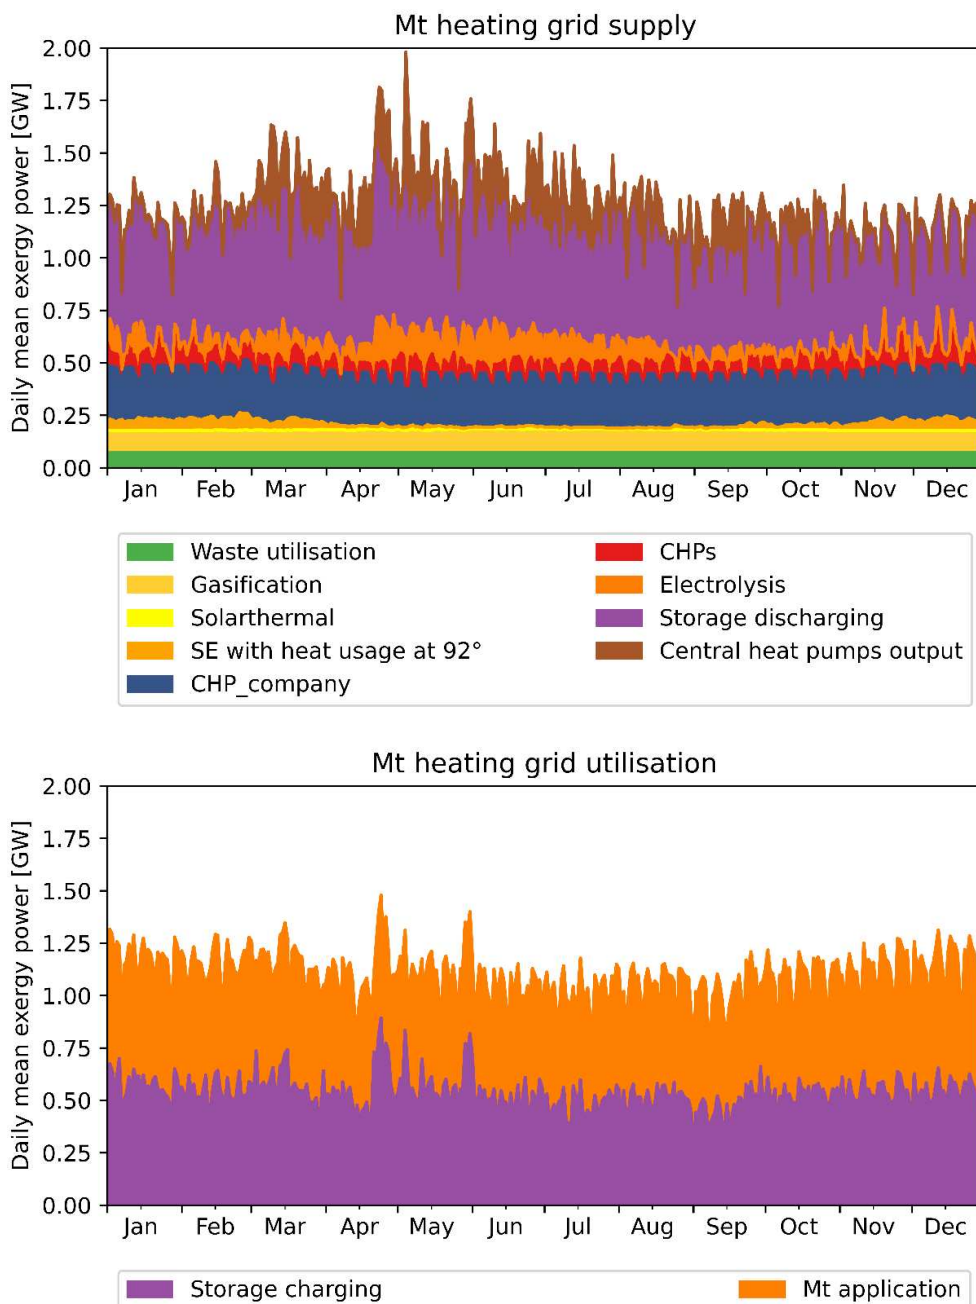 Mt heating grid supply
Daily mean exergy power [GW]
2.00
1.75
1.50
1.25
1.00
0.75
0.50
0.25
0.00
Jan Feb Mar Apr May Jun Jul Aug Sep Oct Nov Dec
Waste utilisation
Gasification
Solarthermal
SE with heat usage at 92°
CHP_company
CHPs
Electrolysis
Storage discharging
Central heat pumps output
Mt heating grid utilisation
Daily mean exergy power [GW]
2.00
1.75
1.50
1.25
1.00
0.75
0.50
0.25
0.00
Jan Feb Mar Apr May Jun Jul Aug Sep Oct Nov Dec
Storage charging
Mt application